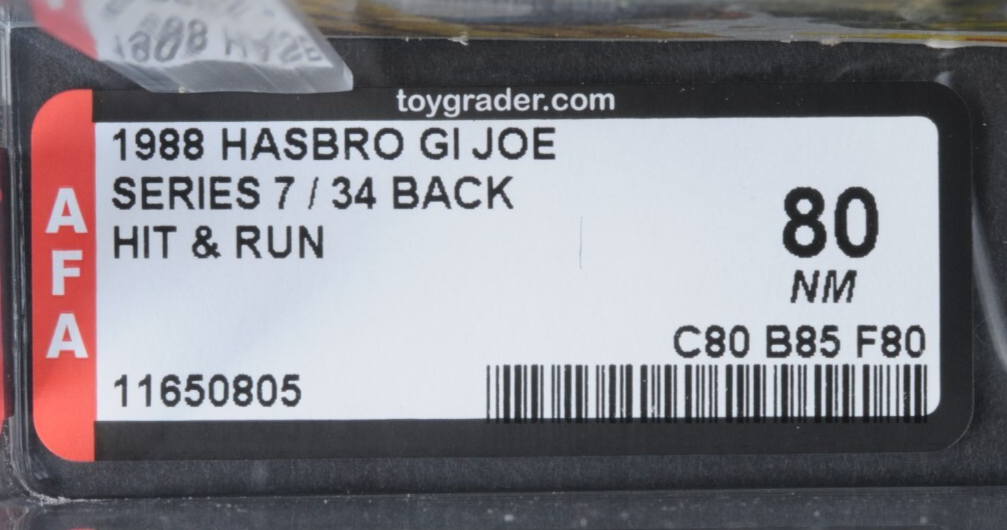 toygrader.com
AFA
1988 HASBRO GI JOE
SERIES 7 / 34 BACK
HIT & RUN
80
NM
C80 B85 F80
11650805